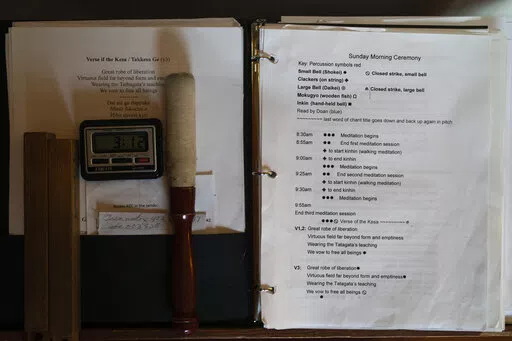 Verse if the Kesa / Takkesa Ge (x3)
Great robe of liberation
Virtuous field far beyond form and emptiness
Wearing the Tatagata's teaching
We vow to free all beings
3:12
Sunday Morning Ceremony
Key: Percussion symbols red
Small Bell (Shokei) ◆
Closed strike, small bell
Clackers (on string) ♣
Large Bell (Daikei) ⊛
Closed strike, large bell
Mokugyo (wooden fish)
Inkin (hand-held bell) ●
Read by Doan (blue)
~~~~~~~ last word of chant title goes down and back up again in pitch
8:30am ●●● Meditation begins
8:55am ●● End first meditation session
♣ to start kinhin (walking meditation)
9:00am ♣ to end kinhin
●●● Meditation begins
9:25am ●● End second meditation session
♣ to start kinhin (walking meditation)
9:30am ♣ to end kinhin
●●● Meditation begins
9:55am
End third meditation session
●●● Verse of the Kesa ~~~~~~~
V1,2: Great robe of liberation
Virtuous field far beyond form and emptiness
Wearing the Tatagata's teaching
We vow to free all beings
V3: Great robe of liberation●
Virtuous field far beyond form and emptiness●
Wearing the Tatagata's teaching
We vow to free all beings
●